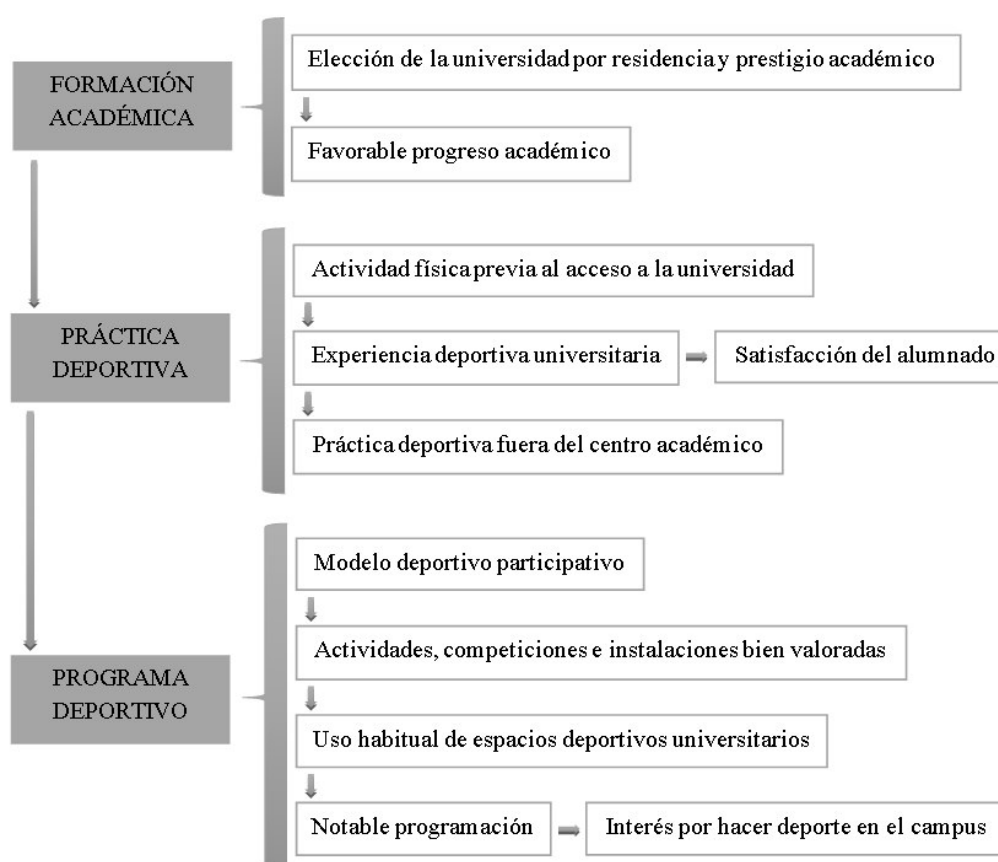 FORMACIÓN
ACADÉMICA
Elección de la universidad por residencia y prestigio académico
Favorable progreso académico
PRÁCTICA
DEPORTIVA
Actividad física previa al acceso a la universidad
Experiencia deportiva universitaria
Satisfacción del alumnado
Práctica deportiva fuera del centro académico
PROGRAMA
DEPORTIVO
Modelo deportivo participativo
Actividades, competiciones e instalaciones bien valoradas
Uso habitual de espacios deportivos universitarios
Notable programación
Interés por hacer deporte en el campus